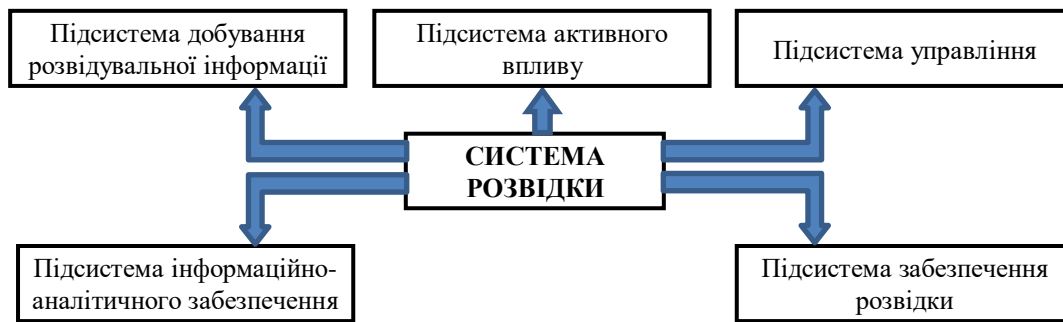 Підсистема добування
розвідувальної інформації
Підсистема активного
впливу
Підсистема управління
СИСТЕМА
РОЗВІДКИ
Підсистема інформаційно-
аналітичного забезпечення
Підсистема забезпечення
розвідки